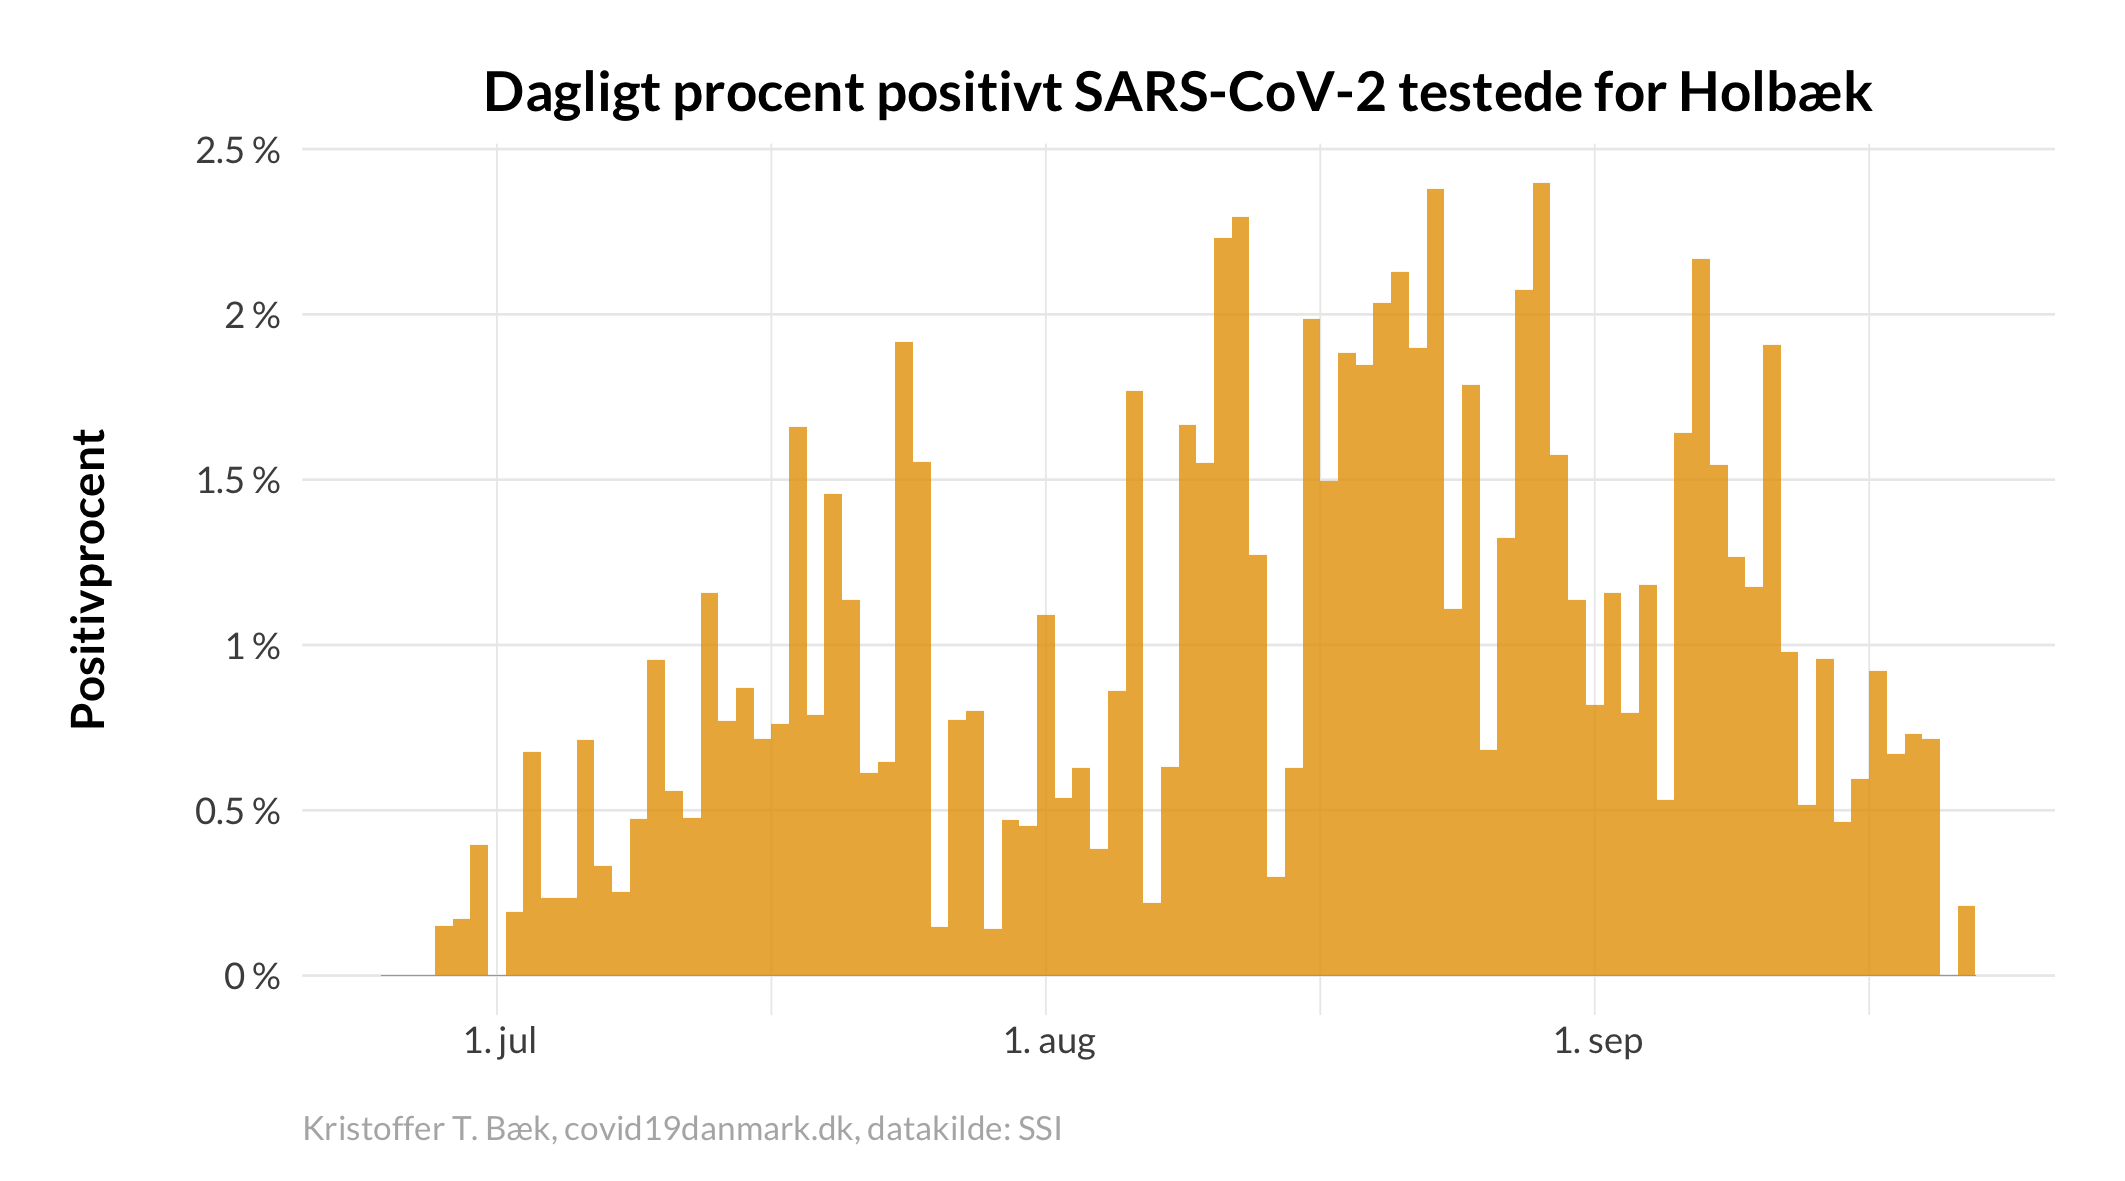 Dagligt procent positivt SARS-CoV-2 testede for Holbæk
Positivprocent
2.5 %
2 %
1.5 %
1 %
0.5 %
0 %
1. jul
1. aug
1. sep
Kristoffer T. Bæk, covid19danmark.dk, datakilde: SSI